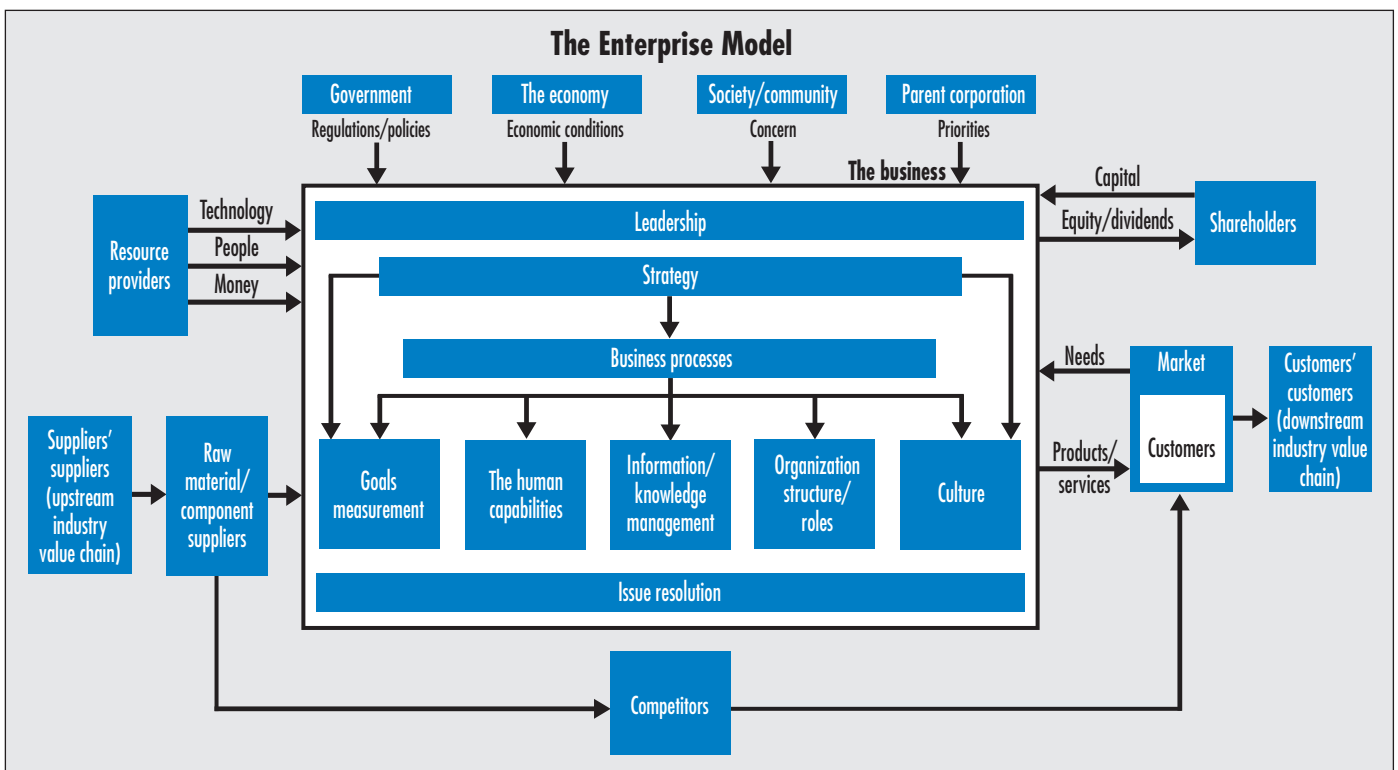 The Enterprise Model
Government
The economy
Society/community
Parent corporation
Regulations/policies
Economic conditions
Concern
Priorities
The business
Resource
providers
Technology
People
Money
Leadership
Strategy
Business processes
Capital
Equity/dividends
Shareholders
Suppliers'
suppliers
(upstream
industry
value chain)
Raw
material/
component
suppliers
Goals
measurement
The human
capabilities
Information/
knowledge
management
Organization
structure/
roles
Culture
Issue resolution
Needs
Products/
services
Market
Customers
Customers'
customers
(downstream
industry value
chain)
Competitors